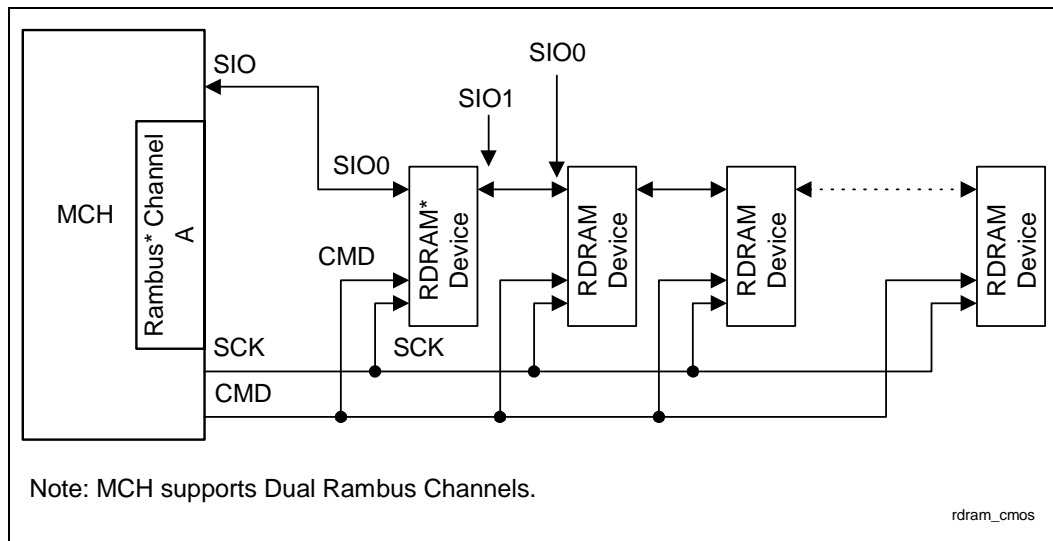 SIO
SIO0
SIO1
SIO0
MCH
Rambus* Channel
A
RDRAM*
Device
RDRAM
Device
RDRAM
Device
RDRAM
Device
CMD
SCK
SCK
CMD
Note: MCH supports Dual Rambus Channels.
rdram_cmos